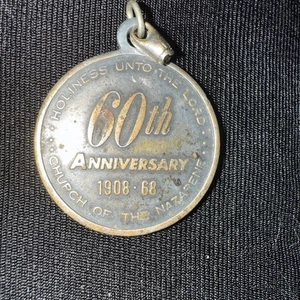 HOLINESS UNTO THE LORD
60th
ANNIVERSARY
1908 · 68
CHURCH OF THE NAZARENE